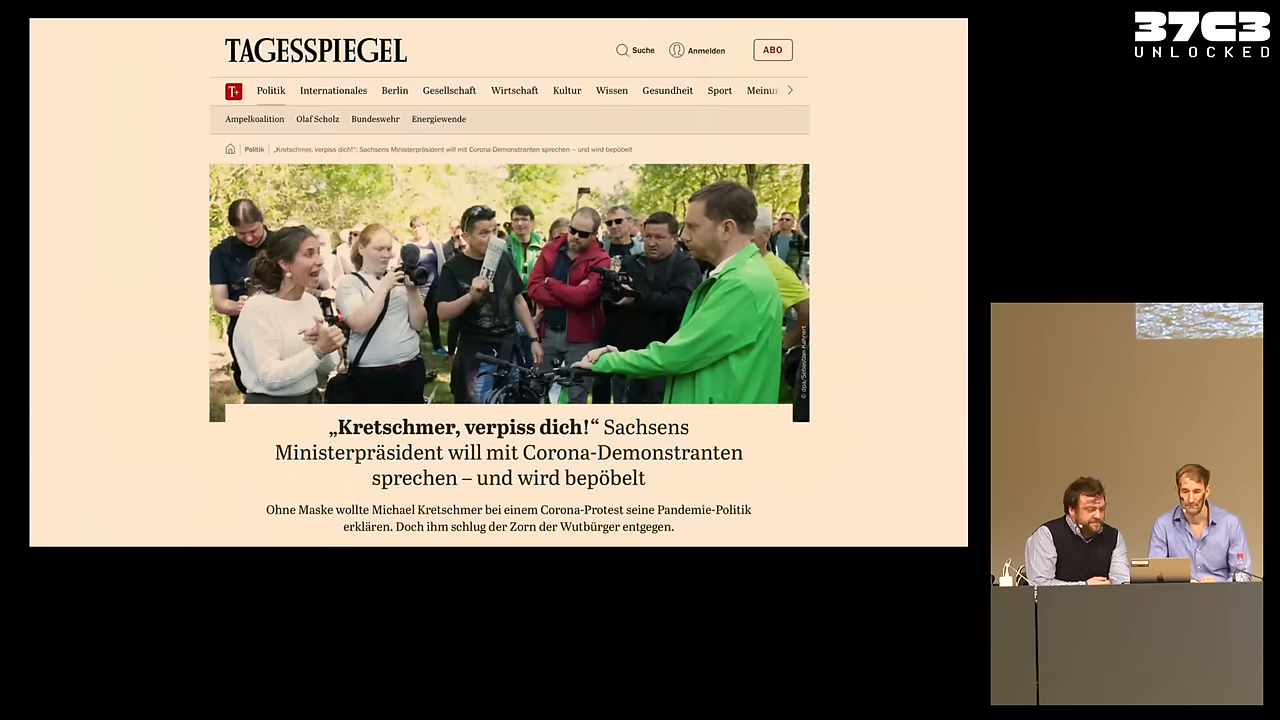 37C3
UNLOCKED
TAGESSPIEGEL
Suche
Anmelden
ABO
T+
Politik Internationales Berlin Gesellschaft Wirtschaft Kultur Wissen Gesundheit Sport Meinun
Ampelkoalition Olaf Scholz Bundeswehr Energiewende
Politik „Kretschmer, verpiss dich!“: Sachsens Ministerpräsident will mit Corona-Demonstranten sprechen – und wird bepöbelt
© dpa/Sebastian Kahnert
„Kretschmer, verpiss dich!“ Sachsens
Ministerpräsident will mit Corona-Demonstranten
sprechen – und wird bepöbelt
Ohne Maske wollte Michael Kretschmer bei einem Corona-Protest seine Pandemie-Politik
erklären. Doch ihm schlug der Zorn der Wutbürger entgegen.